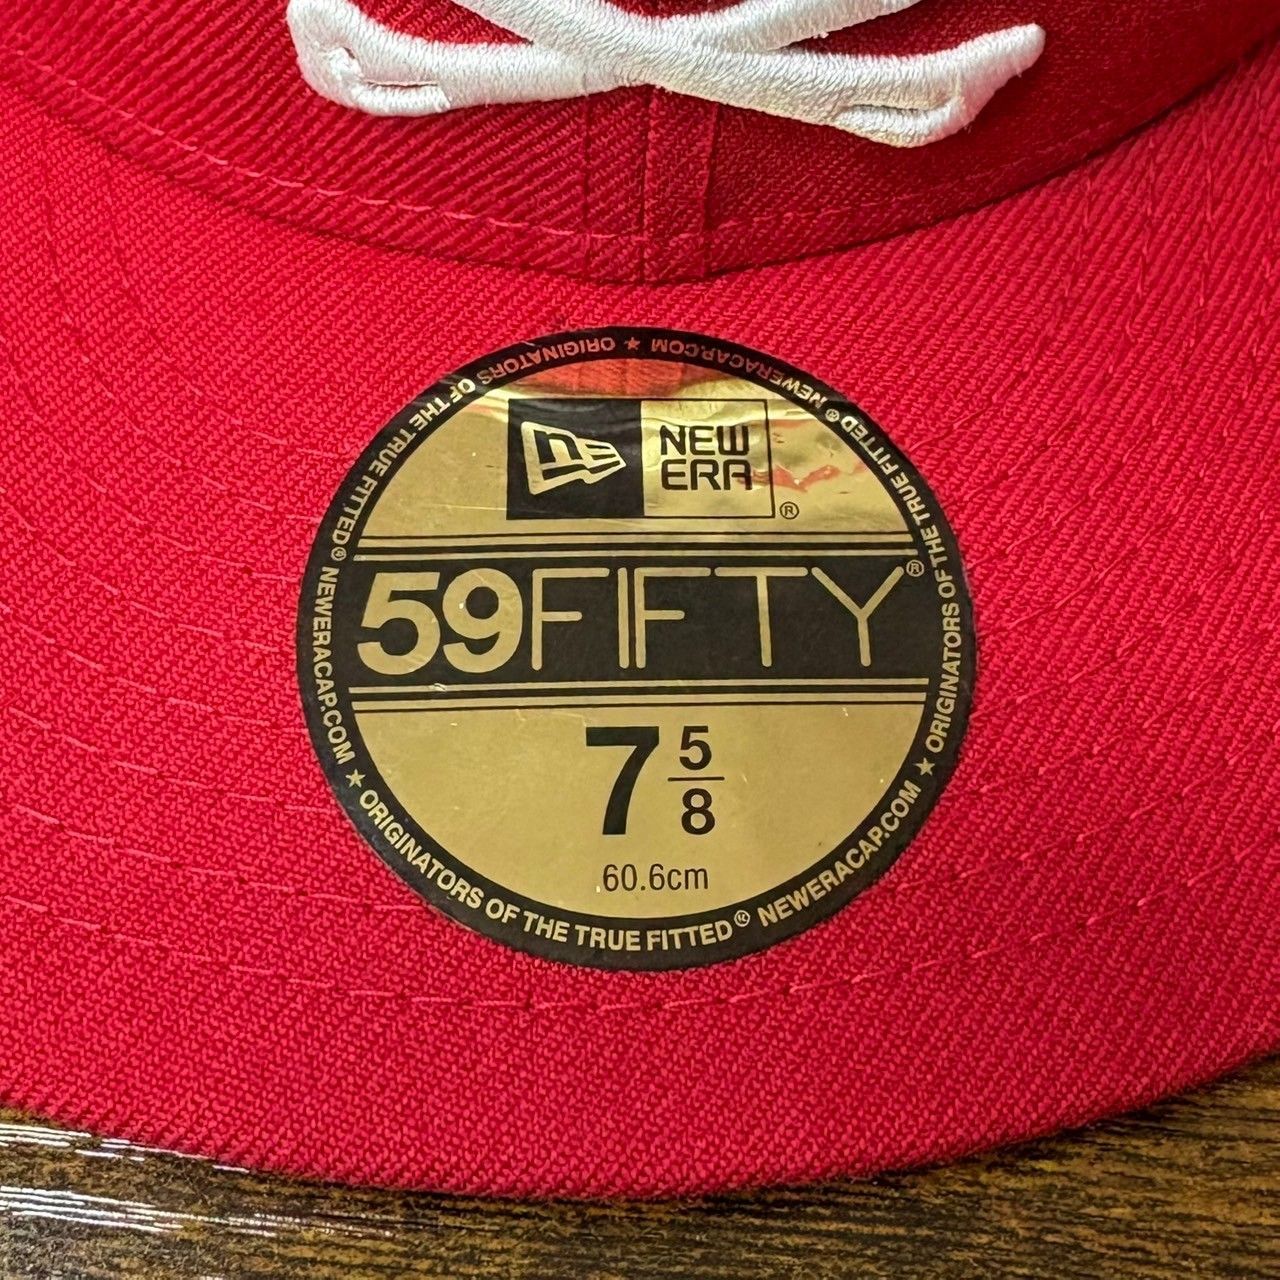 NE
NEW
ERA
®
59FIFTY®
7 5/8
60.6cm
ORIGINATORS OF THE TRUE FITTED® NEWERACAP.COM ★ ORIGINATORS OF THE TRUE FITTED® NEWERACAP.COM ★ ORIGINATORS OF THE TRUE FITTED® NEWERACAP.COM ★